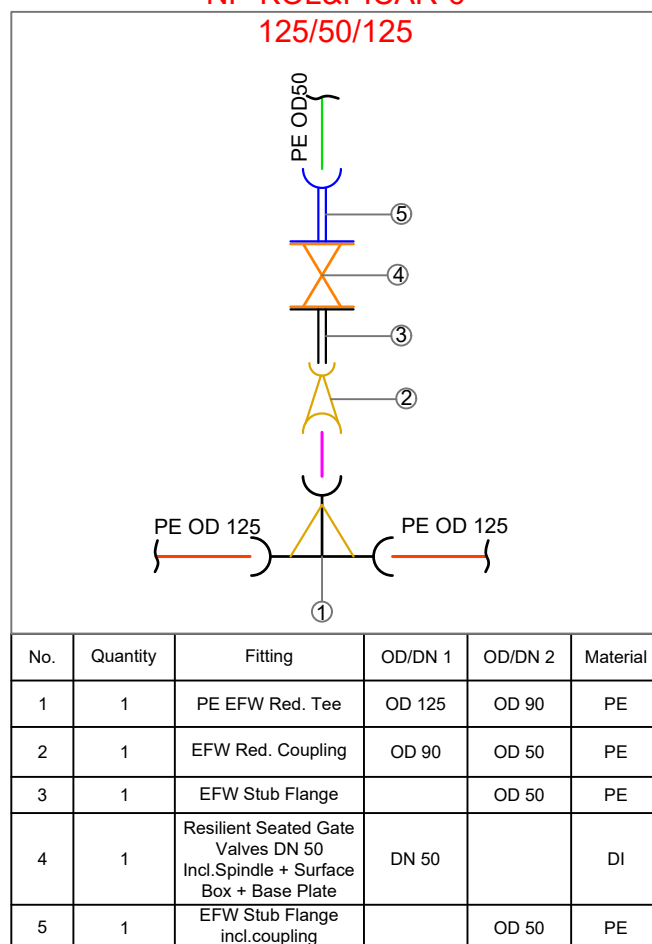 125/50/125
PE OD50
5
4
3
2
PE OD 125
PE OD 125
1
No. Quantity Fitting OD/DN 1 OD/DN 2 Material
1 1 PE EFW Red. Tee OD 125 OD 90 PE
2 1 EFW Red. Coupling OD 90 OD 50 PE
3 1 EFW Stub Flange OD 50 PE
Resilient Seated Gate
Valves DN 50
4 1 Incl.Spindle + Surface DN 50 DI
Box + Base Plate
EFW Stub Flange
5 1 incl.coupling OD 50 PE